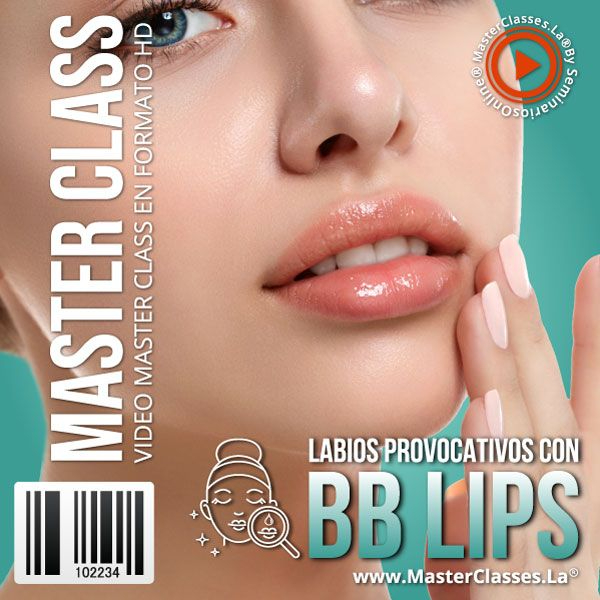 MASTER CLASS
VIDEO MASTER CLASS EN FORMATO HD
MasterClasses.La®By SeminariosOnline®
LABIOS PROVOCATIVOS CON
BB LIPS
www.MasterClasses.La®
102234